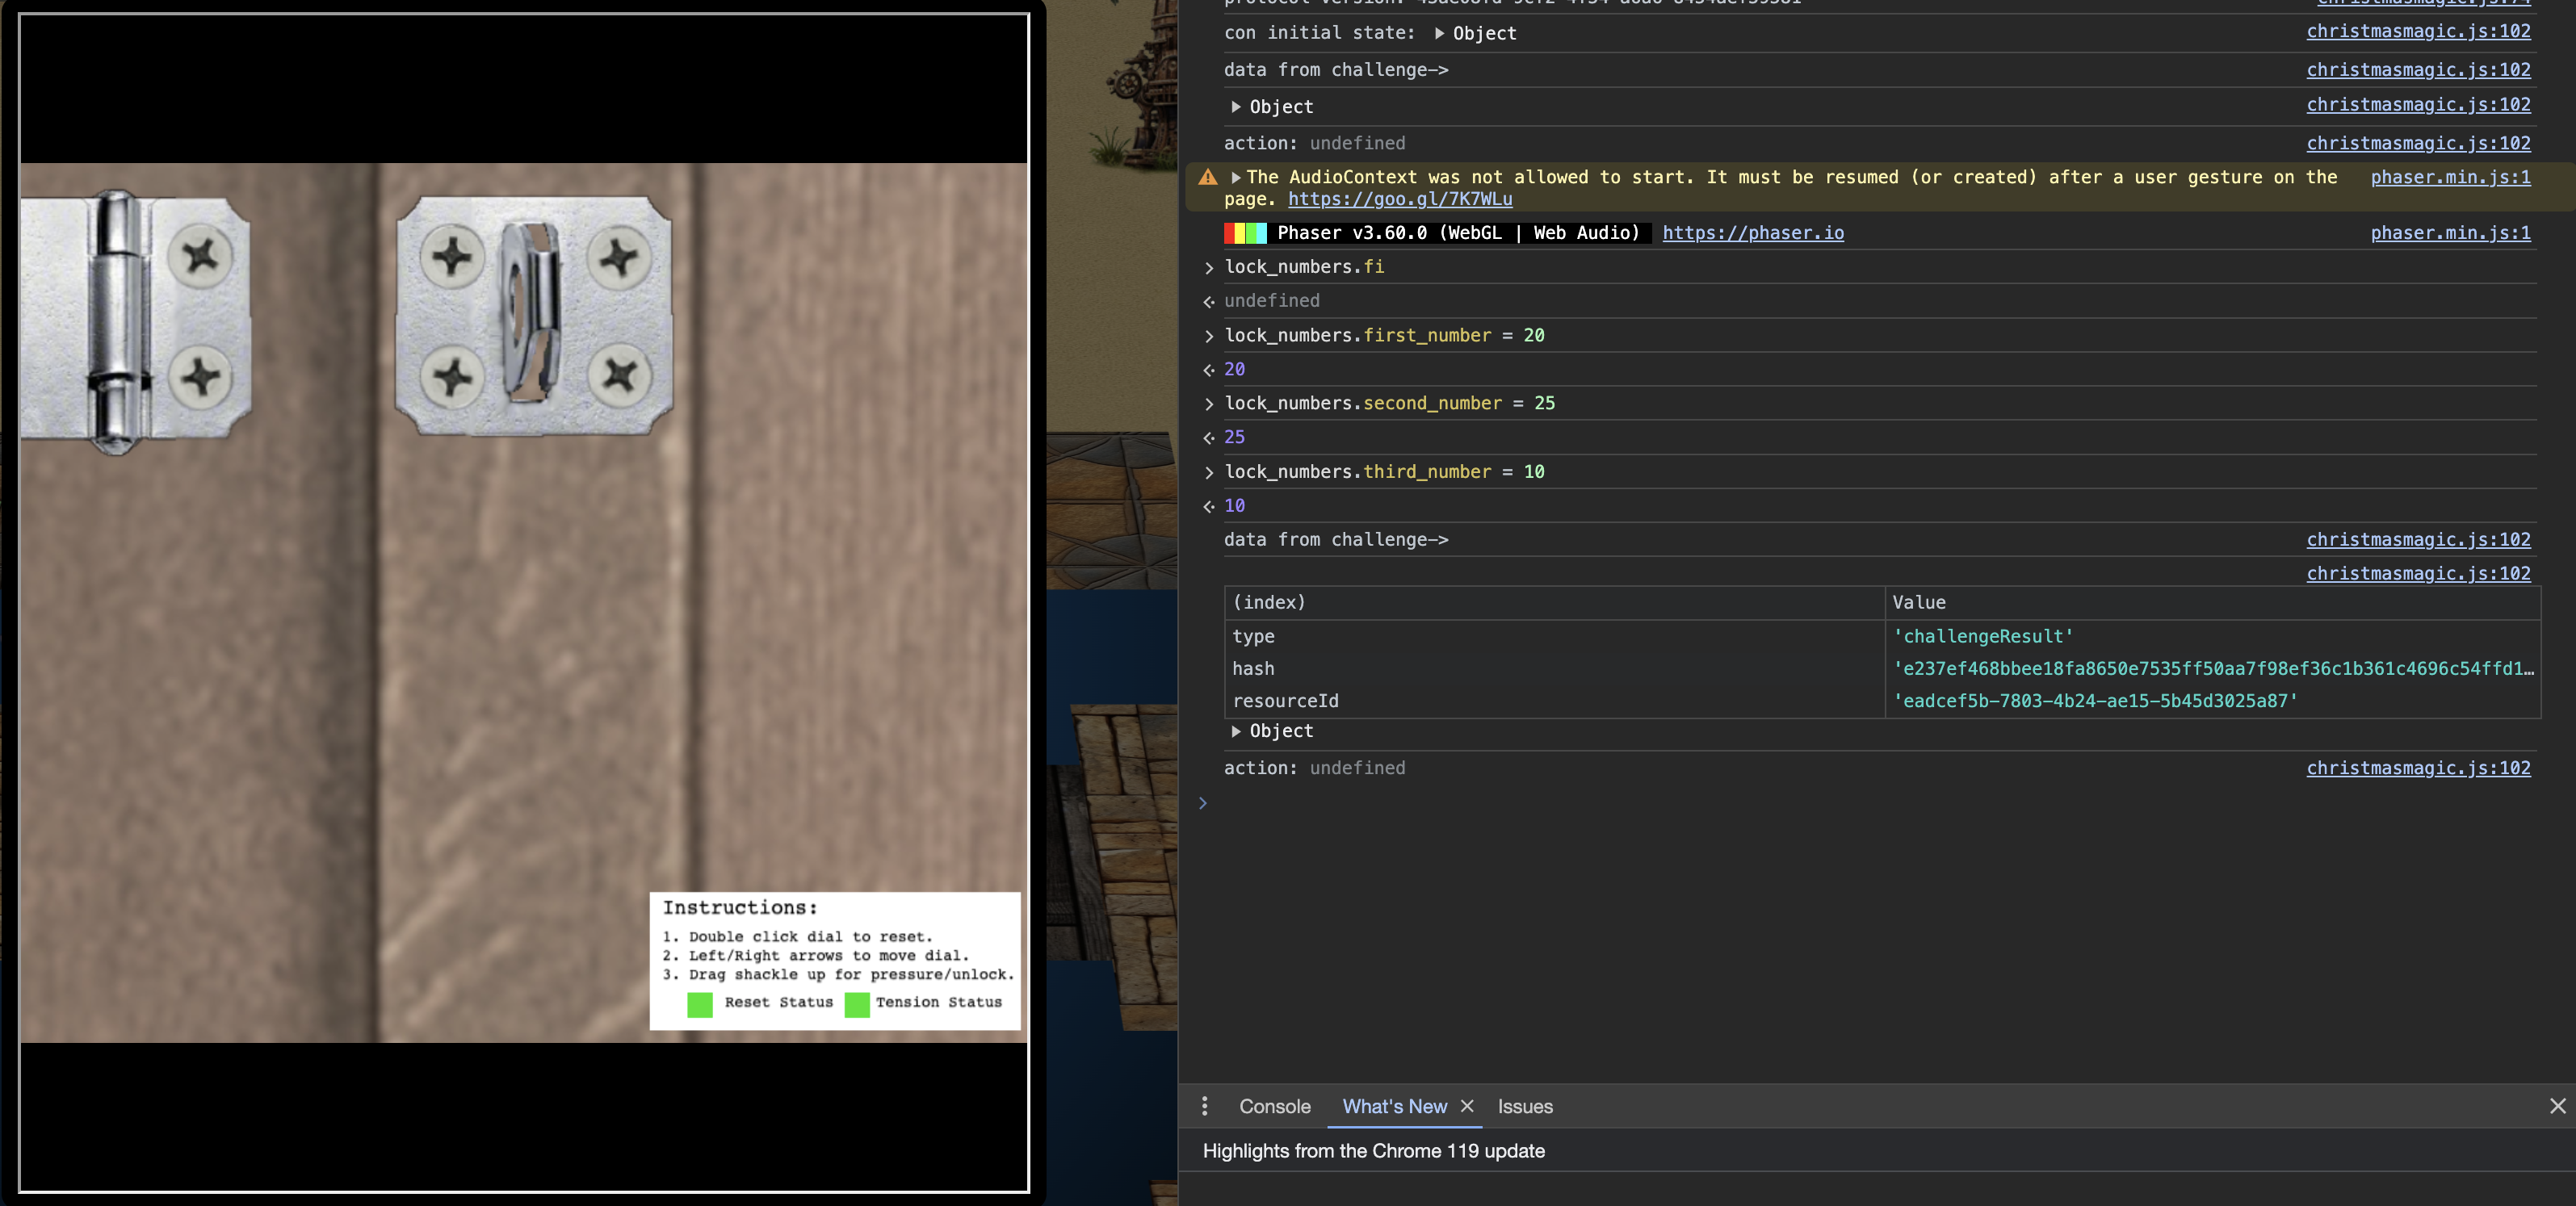 con initial state: Object christmasmagic.js:102
data from challenge-> christmasmagic.js:102
Object christmasmagic.js:102
action: undefined christmasmagic.js:102
The AudioContext was not allowed to start. It must be resumed (or created) after a user gesture on the phaser.min.js:1
page. https://goo.gl/7K7WLu
Phaser v3.60.0 (WebGL | Web Audio) https://phaser.io phaser.min.js:1
> lock_numbers.fi
undefined
> lock_numbers.first_number = 20
20
> lock_numbers.second_number = 25
25
> lock_numbers.third_number = 10
10
data from challenge-> christmasmagic.js:102
christmasmagic.js:102
(index) Value
type 'challengeResult'
hash 'e237ef468bbee18fa8650e7535ff50aa7f98ef36c1b361c4696c54ffd1…
resourceId 'eadcef5b-7803-4b24-ae15-5b45d3025a87'
Object
action: undefined christmasmagic.js:102
>
Instructions:
1. Double click dial to reset.
2. Left/Right arrows to move dial.
3. Drag shackle up for pressure/unlock.
Reset Status Tension Status
Console What's New Issues
Highlights from the Chrome 119 update